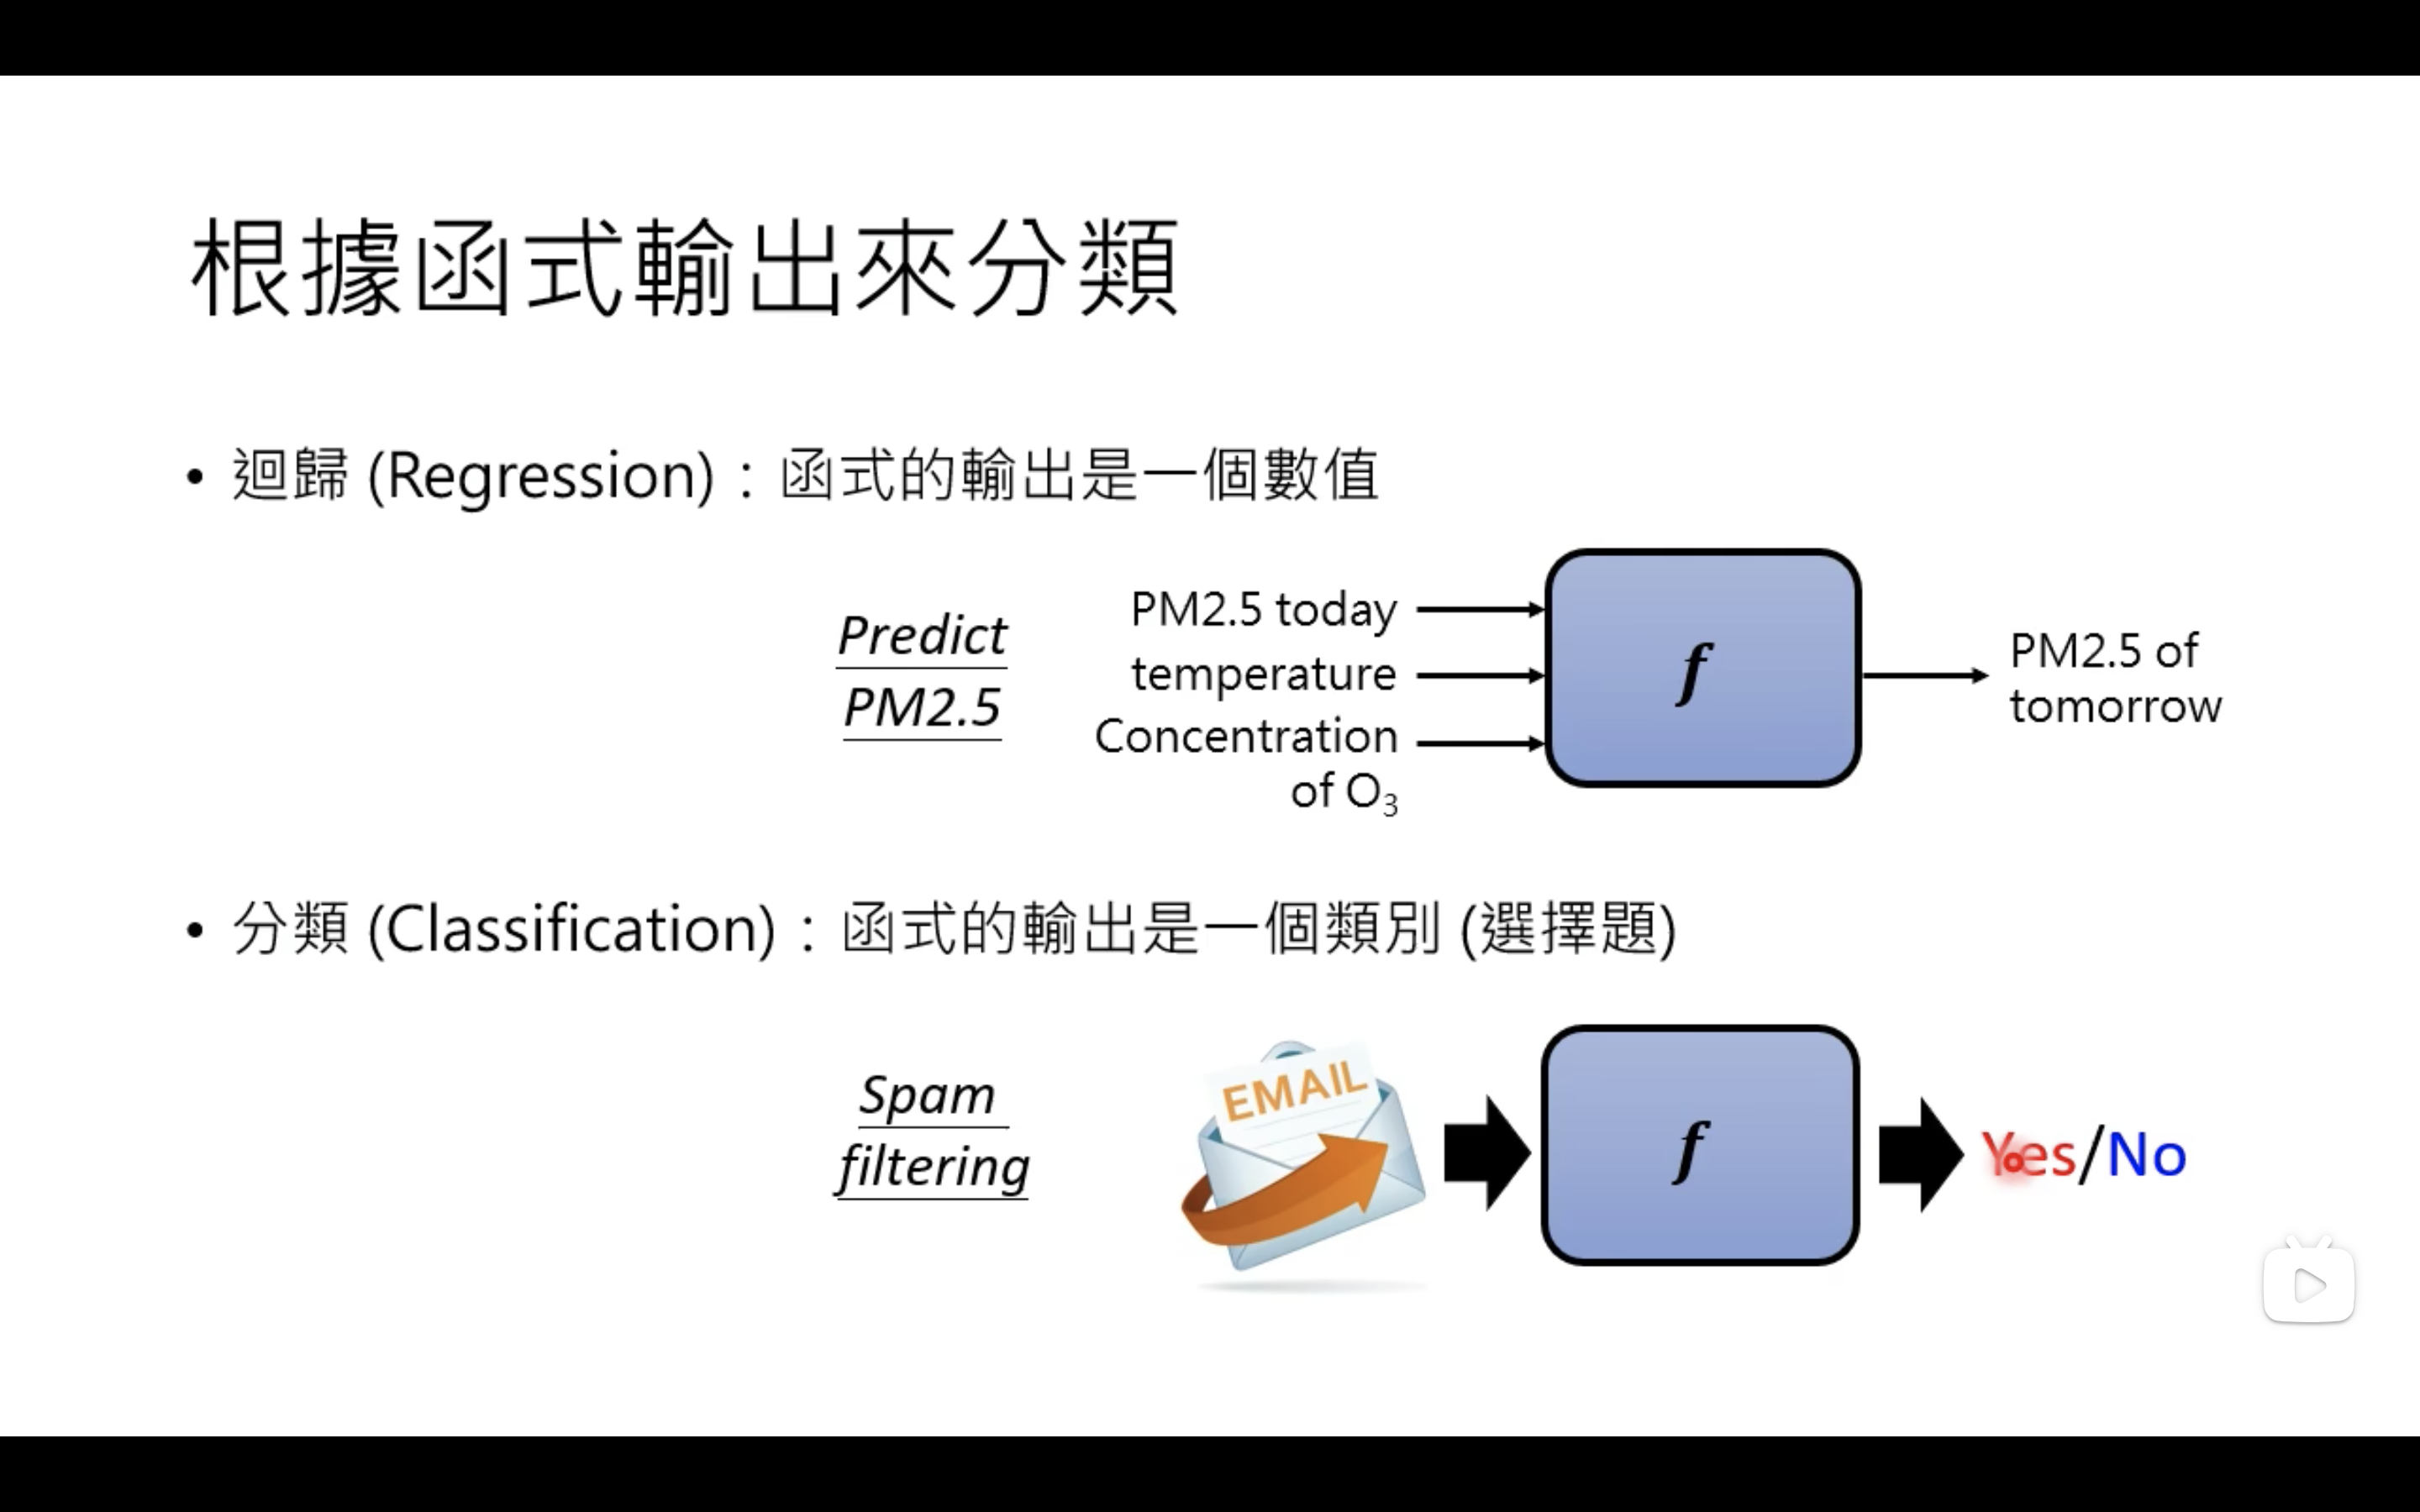 根據函式輸出來分類
• 迴歸 (Regression)：函式的輸出是一個數值
Predict
PM2.5
PM2.5 today
temperature
Concentration
of O₃
f
PM2.5 of
tomorrow
• 分類 (Classification)：函式的輸出是一個類別 (選擇題)
Spam
filtering
EMAIL
f
Yes/No